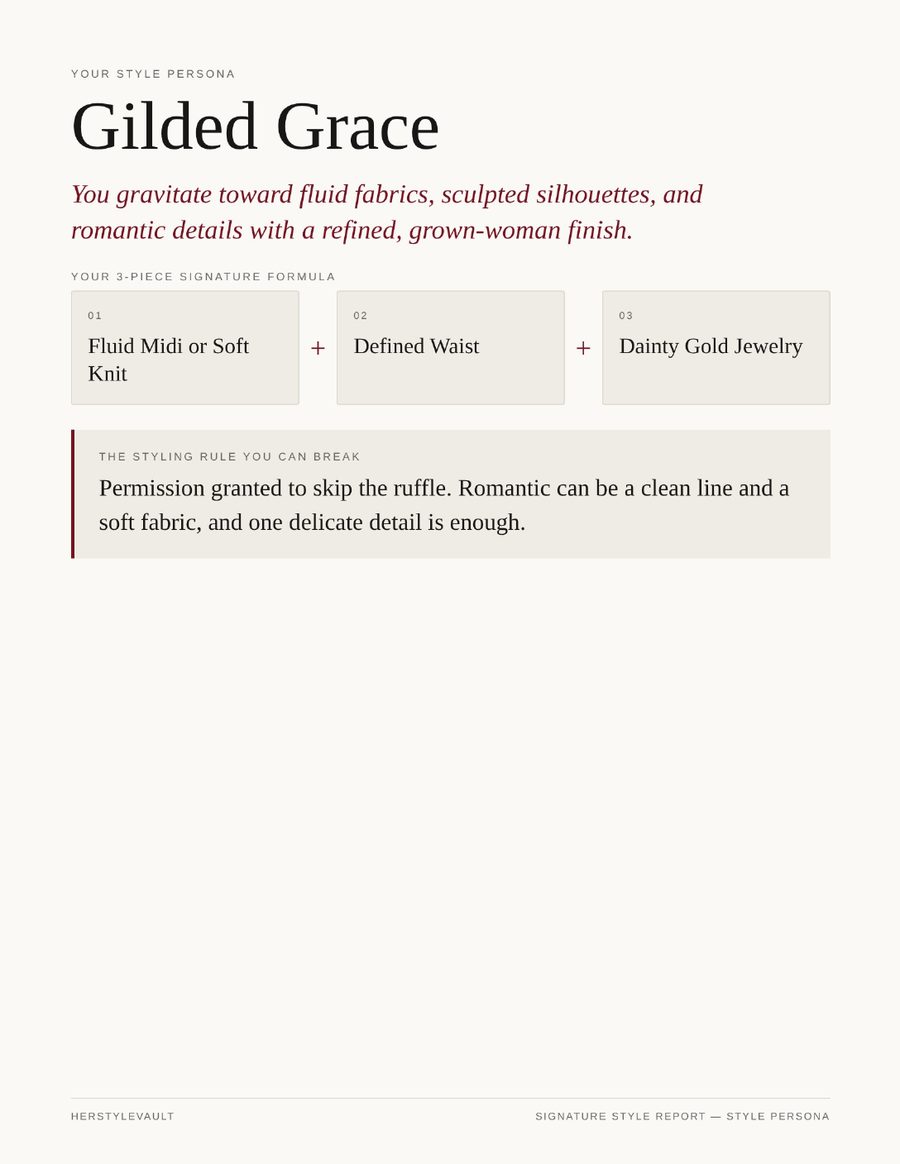 YOUR STYLE PERSONA
Gilded Grace
You gravitate toward fluid fabrics, sculpted silhouettes, and
romantic details with a refined, grown-woman finish.
YOUR 3-PIECE SIGNATURE FORMULA
01
Fluid Midi or Soft
Knit
+
02
Defined Waist
+
03
Dainty Gold Jewelry
THE STYLING RULE YOU CAN BREAK
Permission granted to skip the ruffle. Romantic can be a clean line and a
soft fabric, and one delicate detail is enough.
HERSTYLEVAULT
SIGNATURE STYLE REPORT — STYLE PERSONA